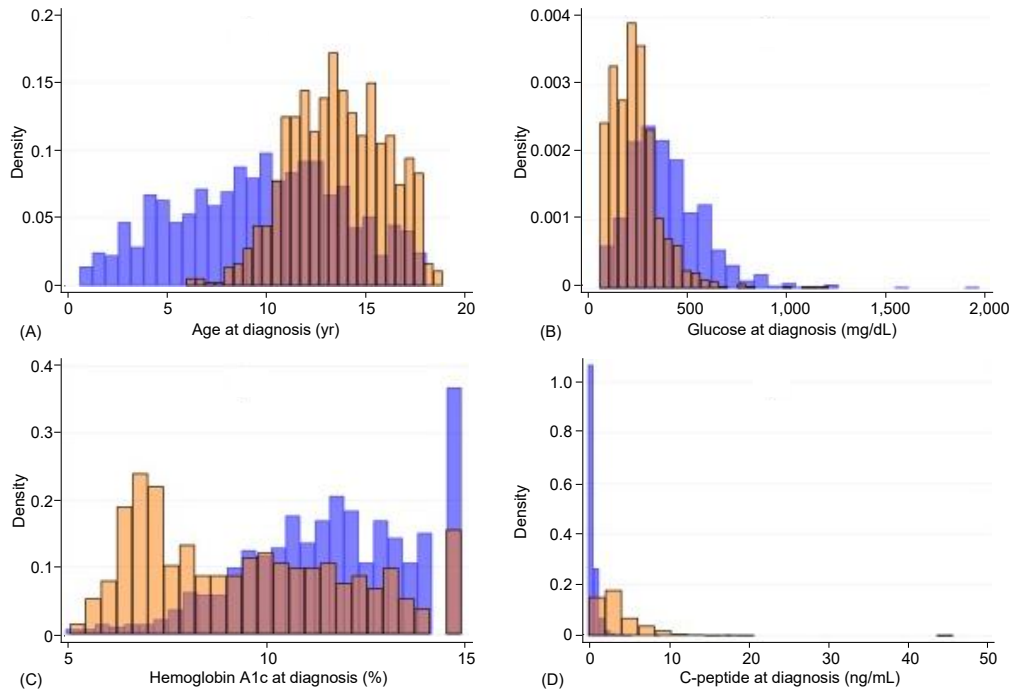 0.2
0.15
0.1
0.05
0
Density
0 5 10 15 20
(A) Age at diagnosis (yr)
0.004
0.003
0.002
0.001
0
Density
0 500 1,000 1,500 2,000
(B) Glucose at diagnosis (mg/dL)
0.4
0.3
0.2
0.1
0
Density
5 10 15
(C) Hemoglobin A1c at diagnosis (%)
1.0
0.8
0.6
0.4
0.2
0
Density
0 10 20 30 40 50
(D) C-peptide at diagnosis (ng/mL)